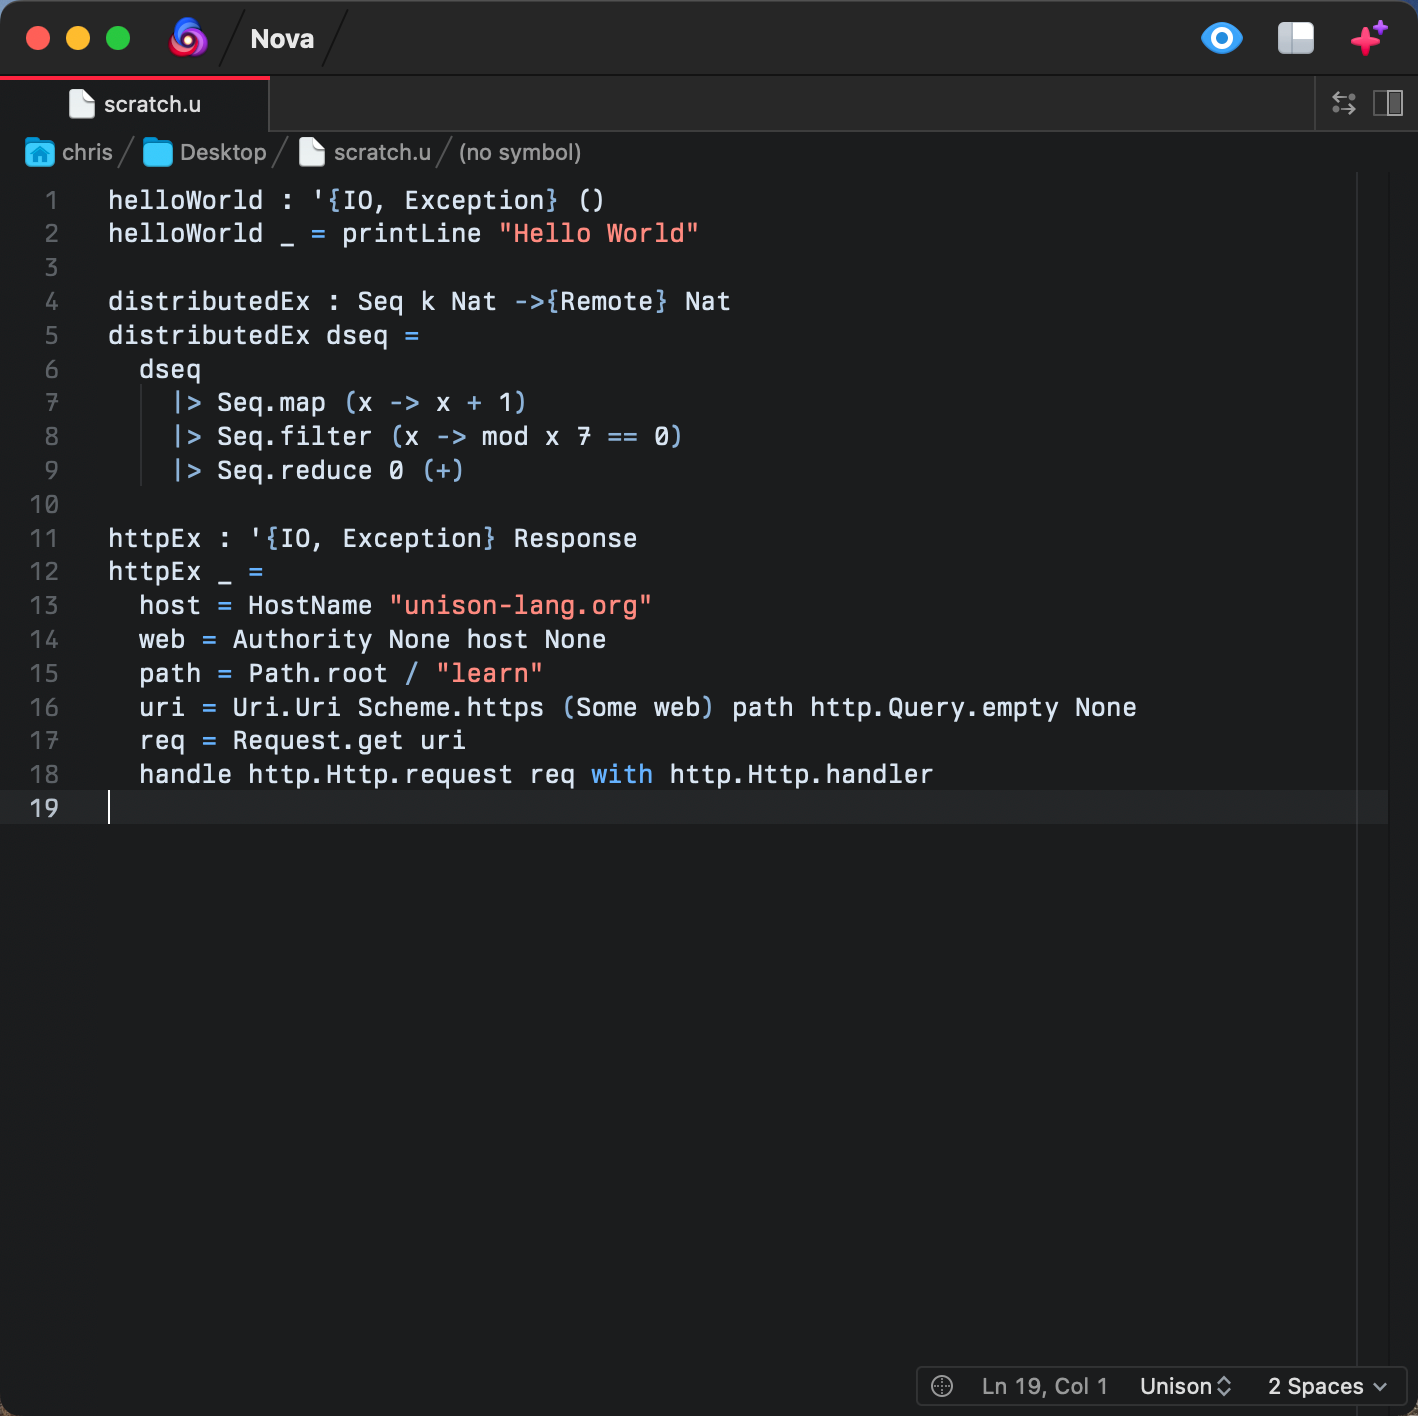 Nova
scratch.u
chris Desktop scratch.u (no symbol)
1 helloWorld : '{IO, Exception} ()
2 helloWorld _ = printLine "Hello World"
3
4 distributedEx : Seq k Nat ->{Remote} Nat
5 distributedEx dseq =
6   dseq
7     |> Seq.map (x -> x + 1)
8     |> Seq.filter (x -> mod x 7 == 0)
9     |> Seq.reduce 0 (+)
10
11 httpEx : '{IO, Exception} Response
12 httpEx _ =
13   host = HostName "unison-lang.org"
14   web = Authority None host None
15   path = Path.root / "learn"
16   uri = Uri.Uri Scheme.https (Some web) path http.Query.empty None
17   req = Request.get uri
18   handle http.Http.request req with http.Http.handler
19
Ln 19, Col 1 Unison 2 Spaces